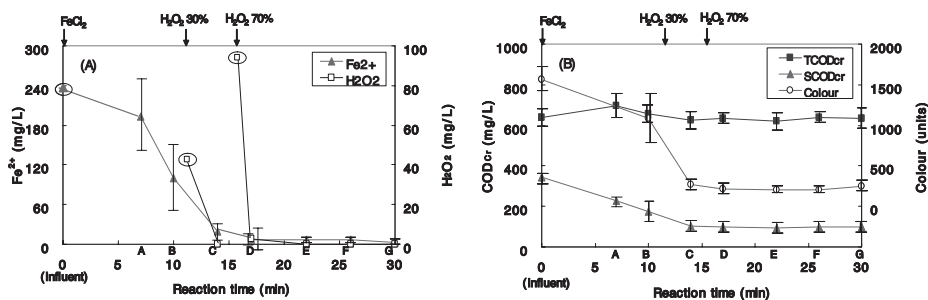 FeCl2 H2O2 30% H2O2 70%
(A)
Fe2+
H2O2
Fe2+ (mg/L)
300
240
180
120
60
0
H2O2 (mg/L)
100
80
60
40
20
0
A B C D E F G
0 5 10 15 20 25 30
(Influent)
Reaction time (min)
FeCl2 H2O2 30% H2O2 70%
(B)
TCODcr
SCODcr
Colour
CODcr (mg/L)
1000
800
600
400
200
0
Colour (units)
2000
1500
1000
500
0
A B C D E F G
0 5 10 15 20 25 30
(Influent)
Reaction time (min)